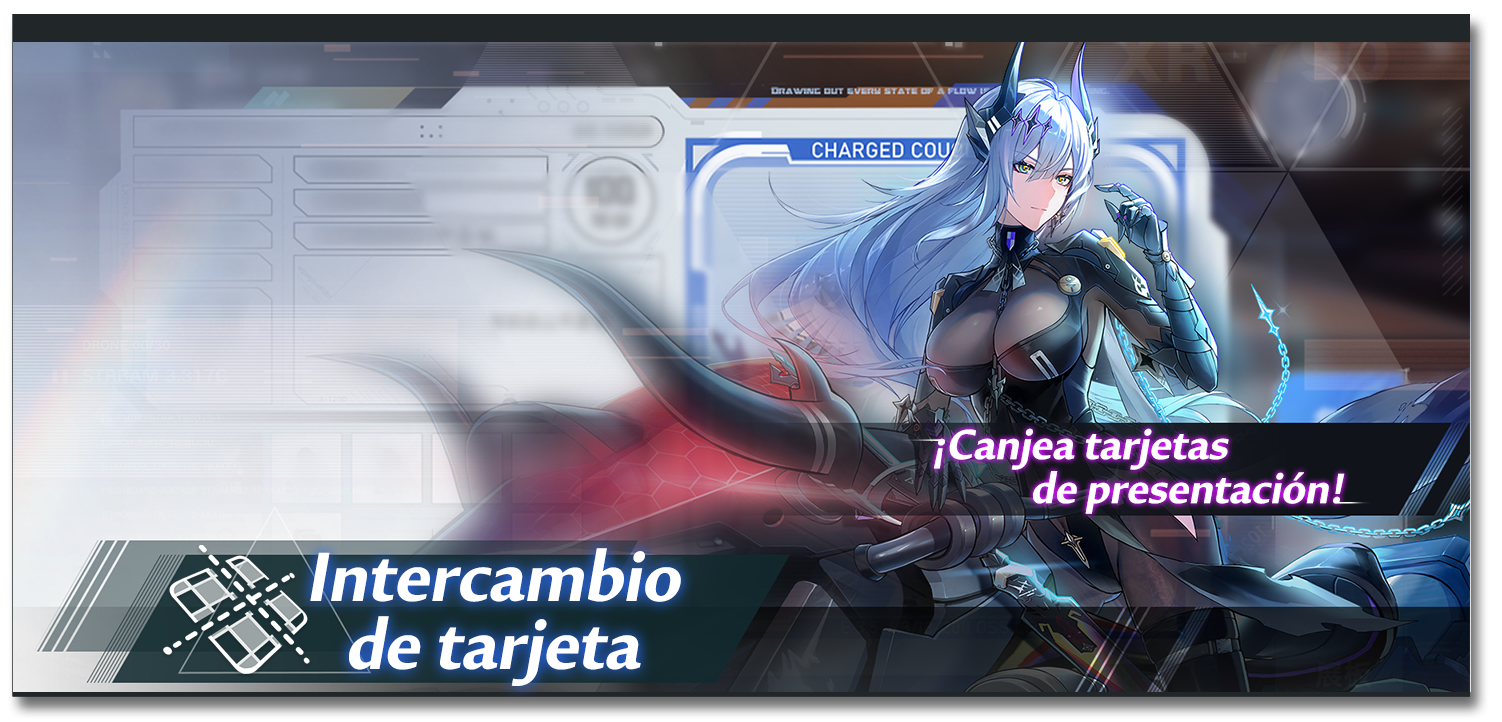 DRAWING OUT EVERY STATE OF A FLOW
CHARGED COU
¡Canjea tarjetas
de presentación!
Intercambio
de tarjeta